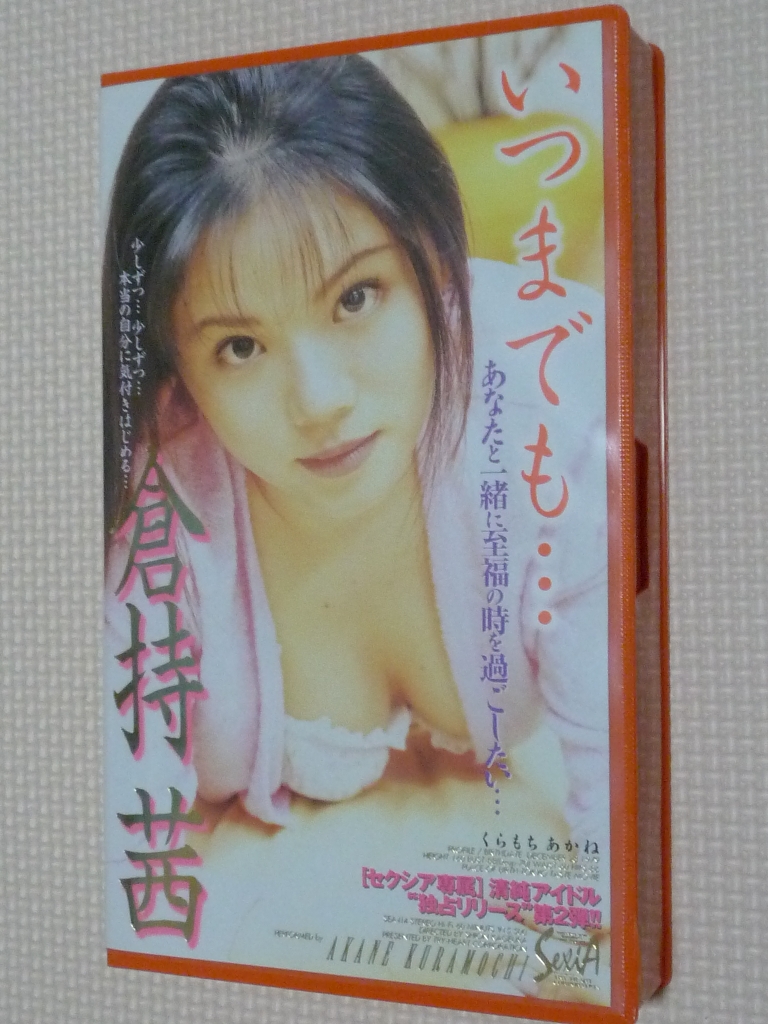 いつまでも…
あなたと一緒に至福の時を過ごしたい…
少しずつ…少しずつ…
本当の自分に気付きはじめる…
倉持茜
くらもちあかね
[セクシア専属]清純アイドル
“独占リリース”第2弾!!
PERFORMED by AKANE KURAMOCHI
SexiA